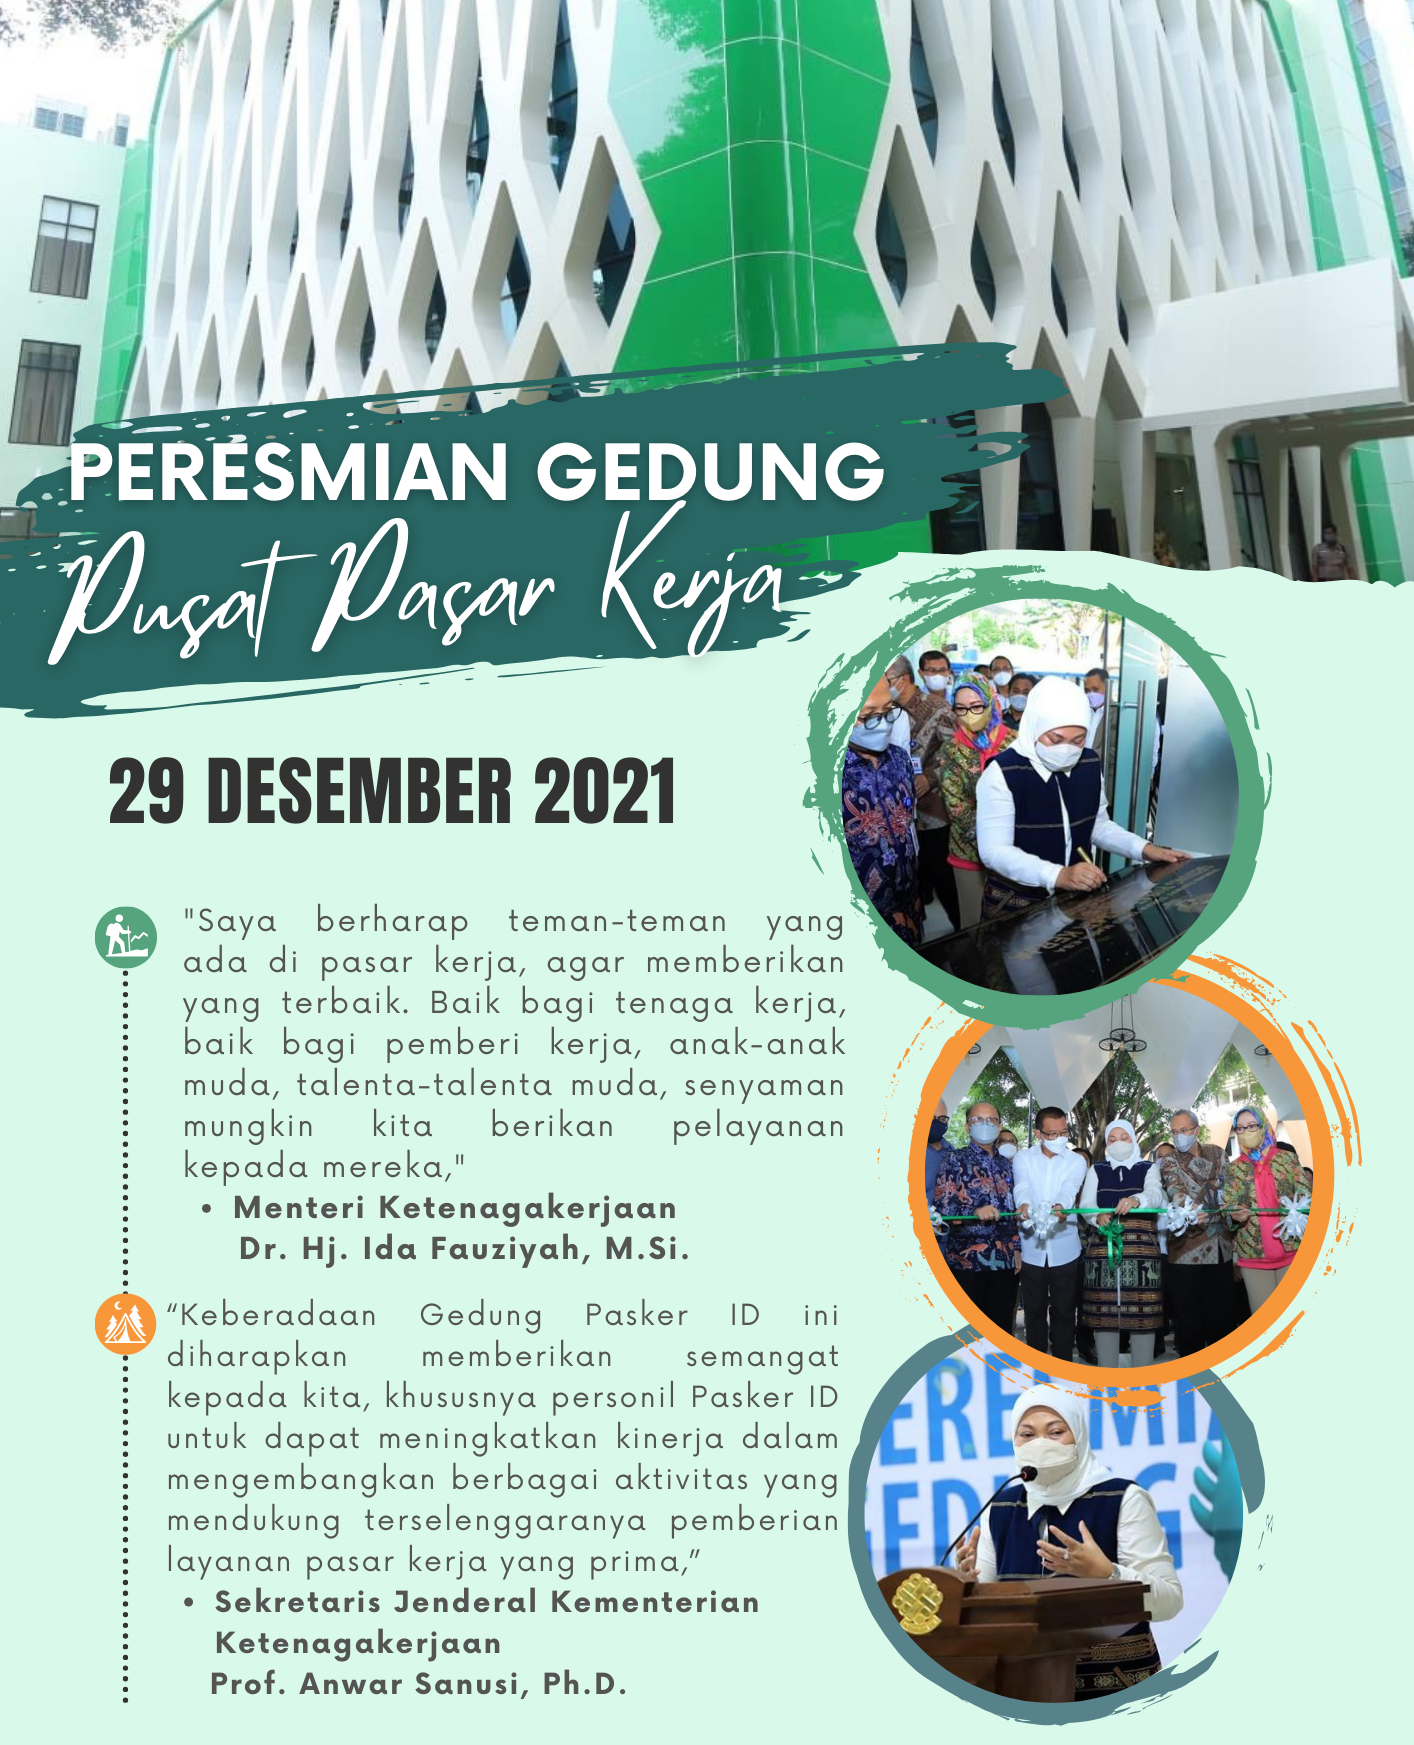 PERESMIAN GEDUNG
Pusat Pasar Kerja
29 DESEMBER 2021
"Saya berharap teman-teman yang
ada di pasar kerja, agar memberikan
yang terbaik. Baik bagi tenaga kerja,
baik bagi pemberi kerja, anak-anak
muda, talenta-talenta muda, senyaman
mungkin kita berikan pelayanan
kepada mereka,"
• Menteri Ketenagakerjaan
Dr. Hj. Ida Fauziyah, M.Si.
“Keberadaan Gedung Pasker ID ini
diharapkan memberikan semangat
kepada kita, khususnya personil Pasker ID
untuk dapat meningkatkan kinerja dalam
mengembangkan berbagai aktivitas yang
mendukung terselenggaranya pemberian
layanan pasar kerja yang prima,”
• Sekretaris Jenderal Kementerian
Ketenagakerjaan
Prof. Anwar Sanusi, Ph.D.